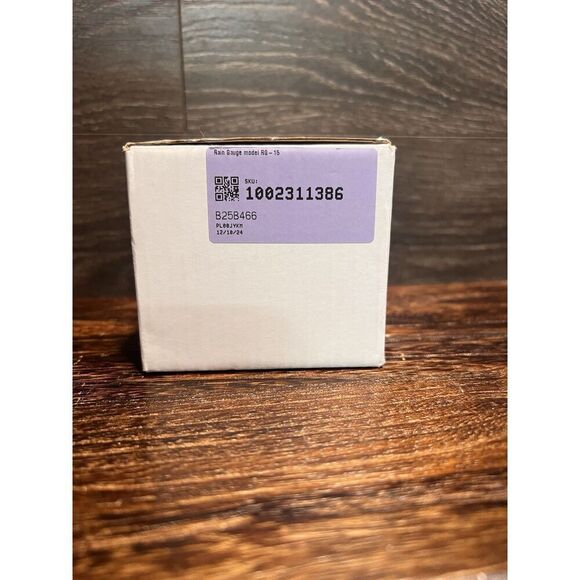 Rain Gauge model RG-15
SKU:
1002311386
B25B466
PL00JYKM
12/10/24